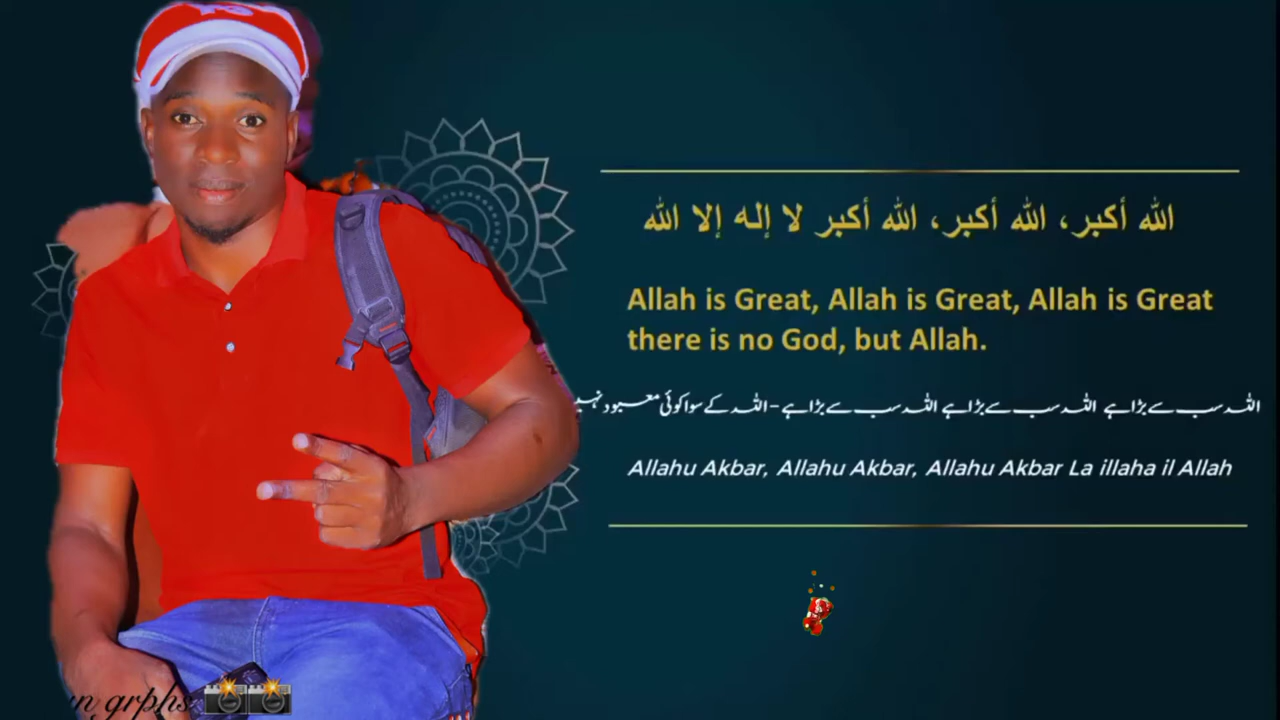 الله أكبر، الله أكبر، الله أكبر لا إله إلا الله
Allah is Great, Allah is Great, Allah is Great
there is no God, but Allah.
اللہ سب سے بڑا ہے اللہ سب سے بڑا ہے اللہ سب سے بڑا ہے – اللہ کے سوا کوئی معبود
Allahu Akbar, Allahu Akbar, Allahu Akbar La illaha il Allah
grphs